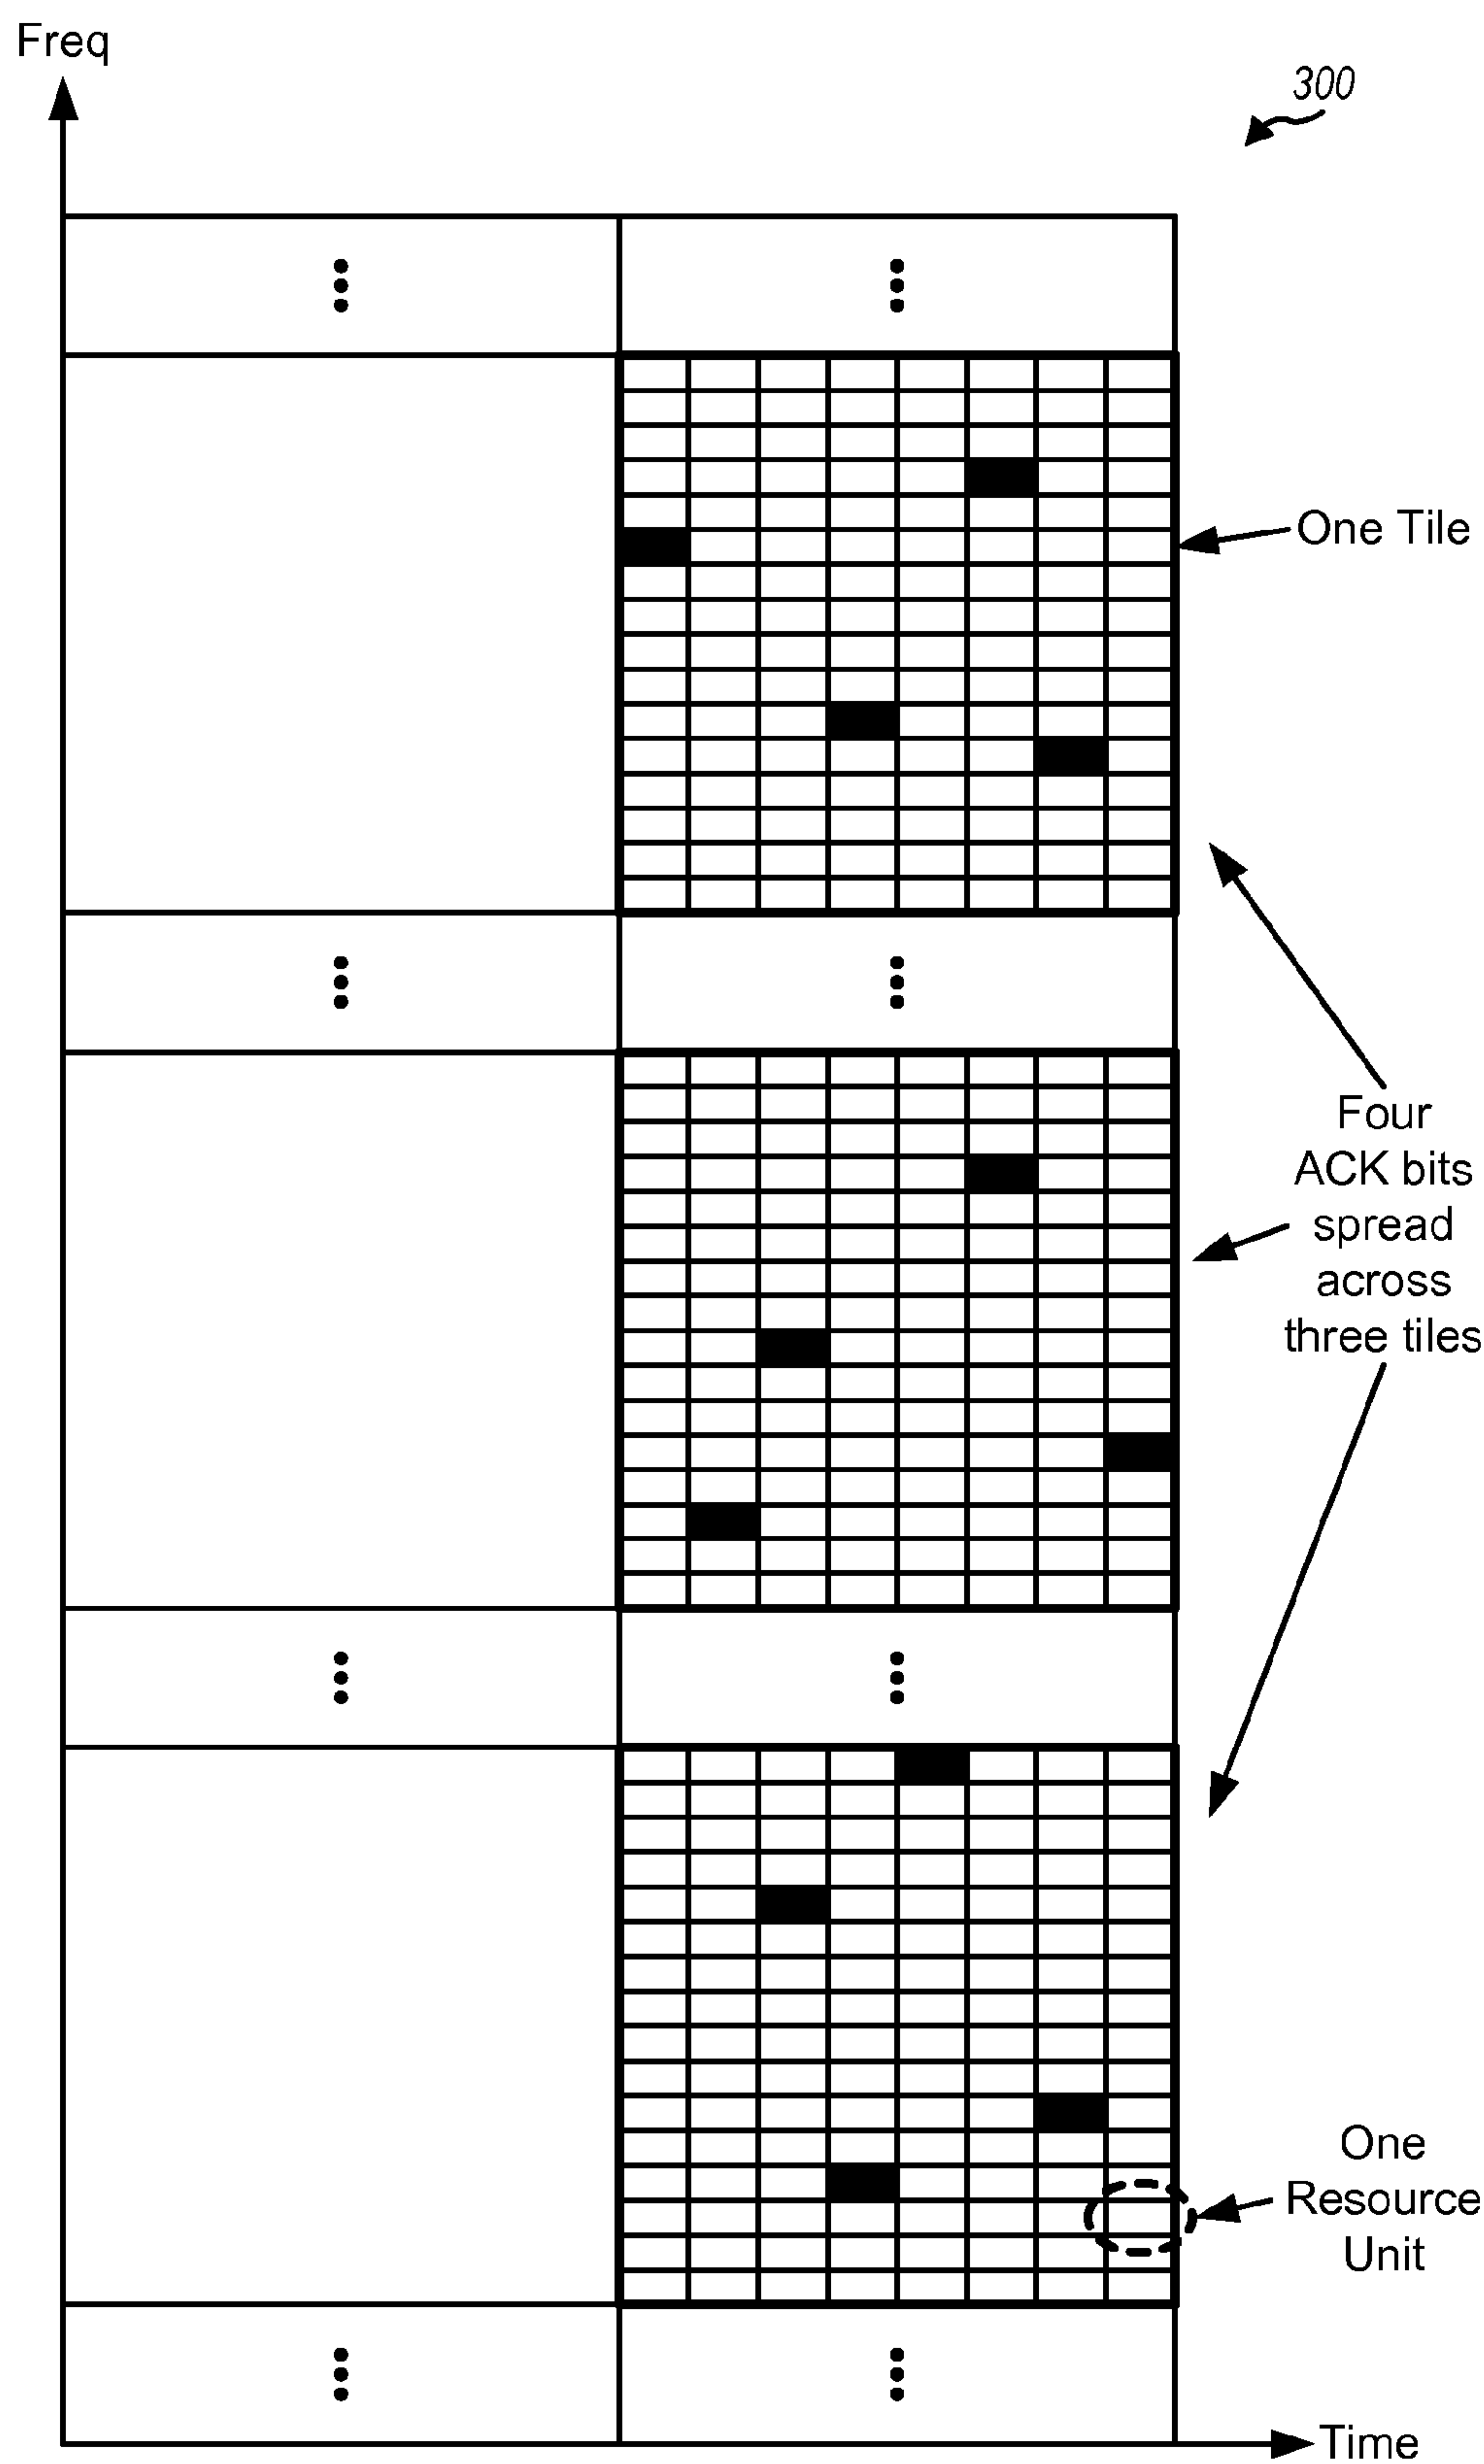 Freq
300
One Tile
Four
ACK bits
spread
across
three tiles
One
Resource
Unit
Time